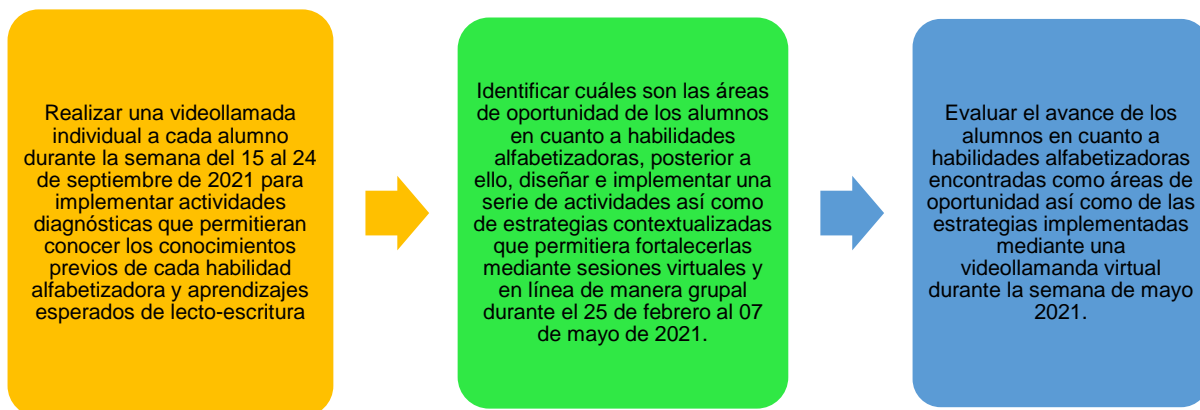 Realizar una videollamada
individual a cada alumno
durante la semana del 15 al 24
de septiembre de 2021 para
implementar actividades
diagnósticas que permitieran
conocer los conocimientos
previos de cada habilidad
alfabetizadora y aprendizajes
esperados de lecto-escritura
Identificar cuáles son las áreas
de oportunidad de los alumnos
en cuanto a habilidades
alfabetizadoras, posterior a
ello, diseñar e implementar una
serie de actividades así como
de estrategias contextualizadas
que permitiera fortalecerlas
mediante sesiones virtuales y
en línea de manera grupal
durante el 25 de febrero al 07
de mayo de 2021.
Evaluar el avance de los
alumnos en cuanto a
habilidades alfabetizadoras
encontradas como áreas de
oportunidad así como de las
estrategias implementadas
mediante una
videollamanda virtual
durante la semana de mayo
2021.